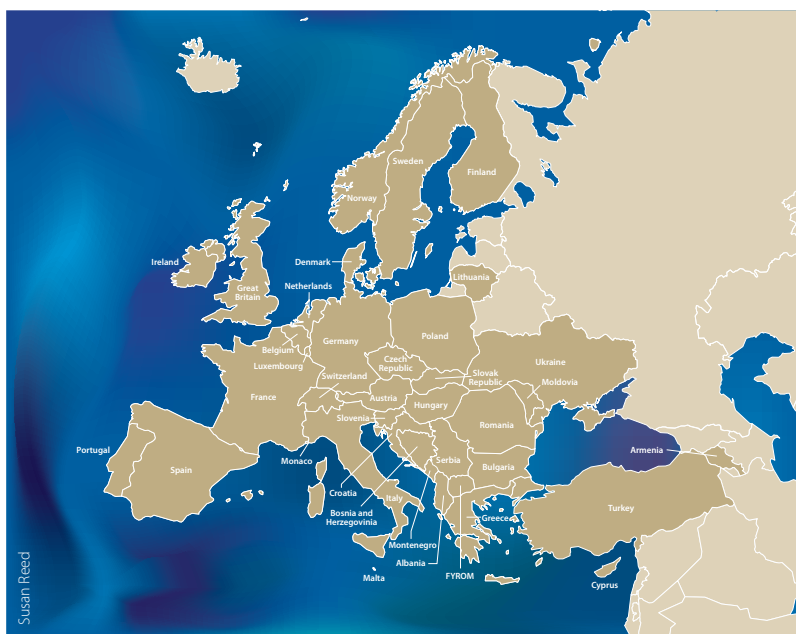 Sweden
Finland
Norway
Ireland
Denmark
Great
Britain
Netherlands
Lithuania
Germany
Poland
Belgium
Luxembourg
Czech
Republic
Slovak
Republic
Ukraine
Moldovia
France
Switzerland
Austria
Hungary
Slovenia
Romania
Portugal
Spain
Monaco
Croatia
Bosnia and
Herzegovinia
Italy
Serbia
Bulgaria
Armenia
Montenegro
Albania
Greece
Turkey
Malta
FYROM
Cyprus
Susan Reed